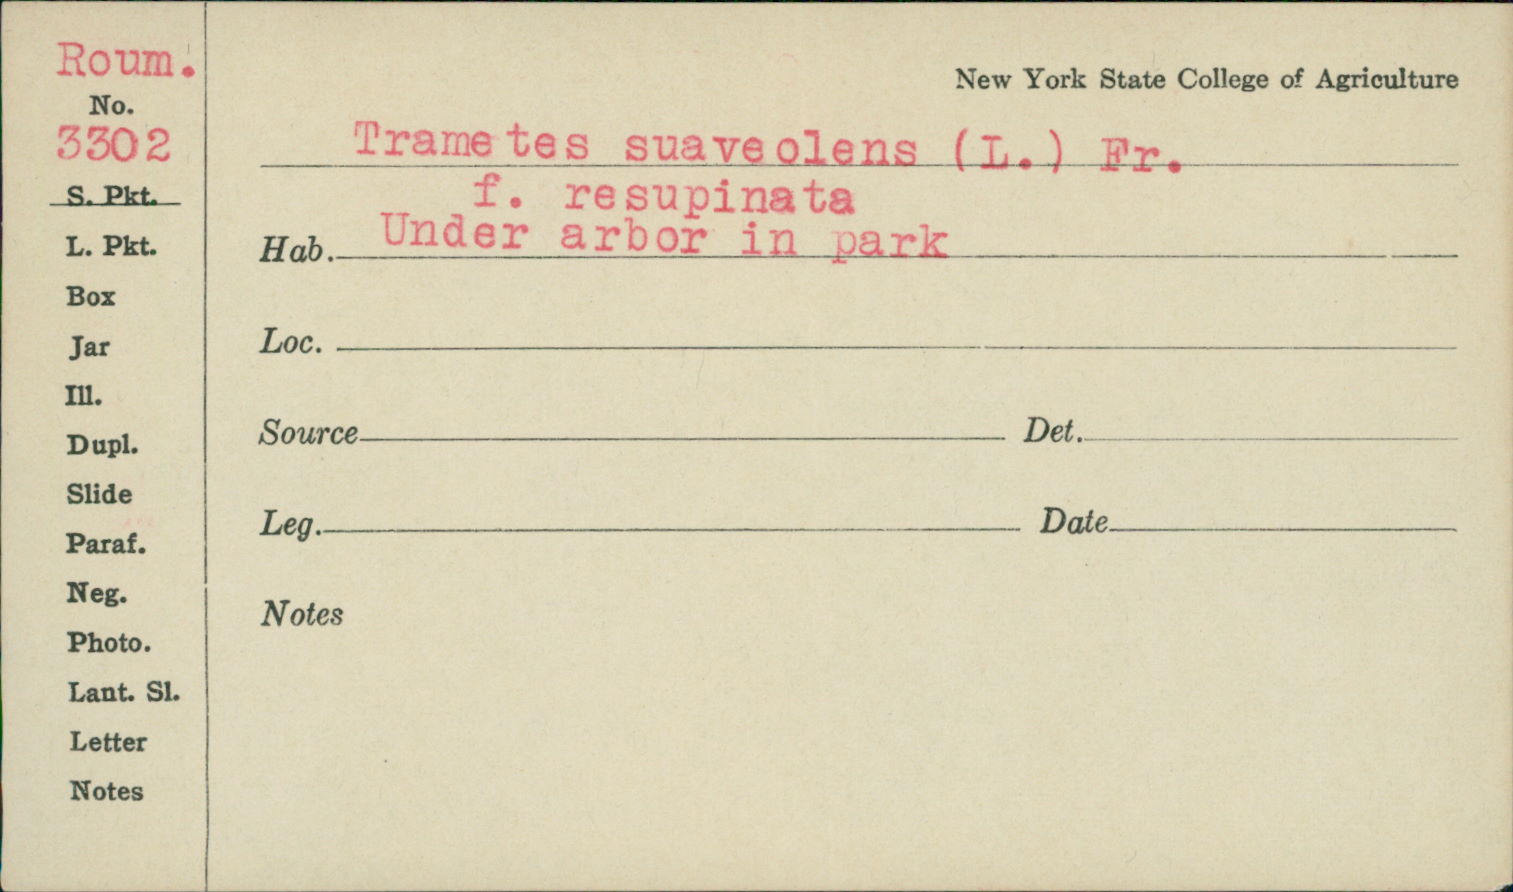 Roum.
No.
3302
S. Pkt.
L. Pkt.
Box
Jar
Ill.
Dupl.
Slide
Paraf.
Neg.
Photo.
Lant. Sl.
Letter
Notes
New York State College of Agriculture
Trametes suaveolens (L.) Fr.
f. resupinata
Hab. Under arbor in park
Loc.
Source Det.
Leg. Date
Notes